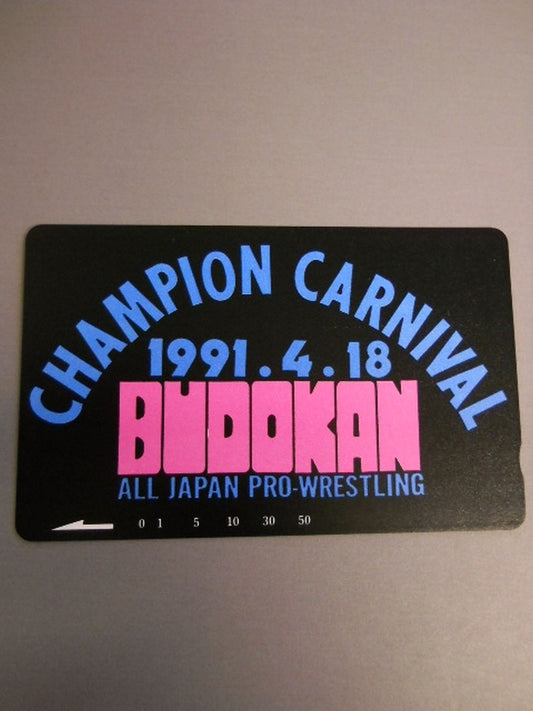 CHAMPION CARNIVAL
1991.4.18
BUDOKAN
ALL JAPAN PRO-WRESTLING
0 1 5 10 30 50